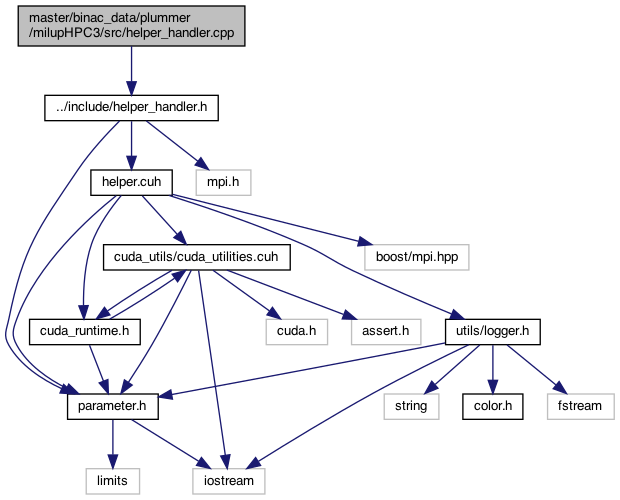 master/binac_data/plummer
/milupHPC3/src/helper_handler.cpp
../include/helper_handler.h
helper.cuh
mpi.h
cuda_utils/cuda_utilities.cuh
boost/mpi.hpp
cuda_runtime.h
cuda.h
assert.h
utils/logger.h
parameter.h
string
color.h
fstream
limits
iostream